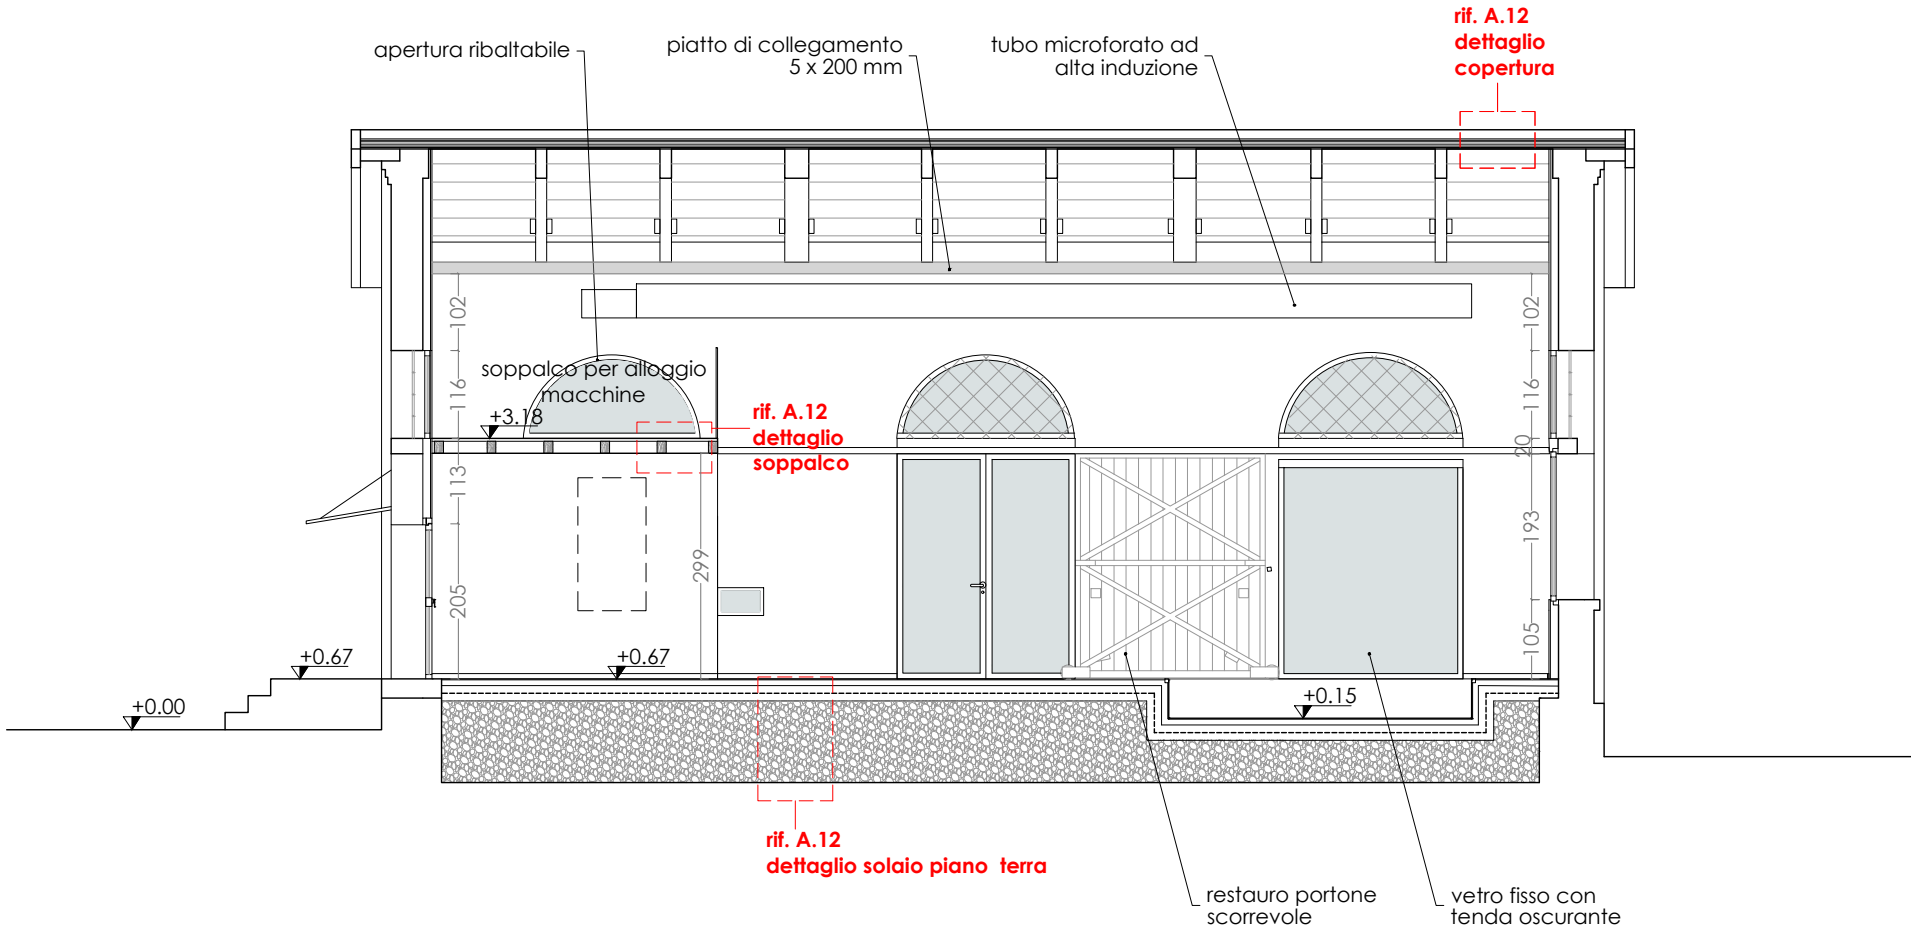 rif. A.12
dettaglio
copertura
apertura ribaltabile
piatto di collegamento
5 x 200 mm
tubo microforato ad
alta induzione
102
102
soppalco per alloggio
macchine
116
116
+3.18
rif. A.12
dettaglio
soppalco
20
113
193
299
205
105
+0.67
+0.67
+0.00
+0.15
rif. A.12
dettaglio solaio piano terra
restauro portone
scorrevole
vetro fisso con
tenda oscurante